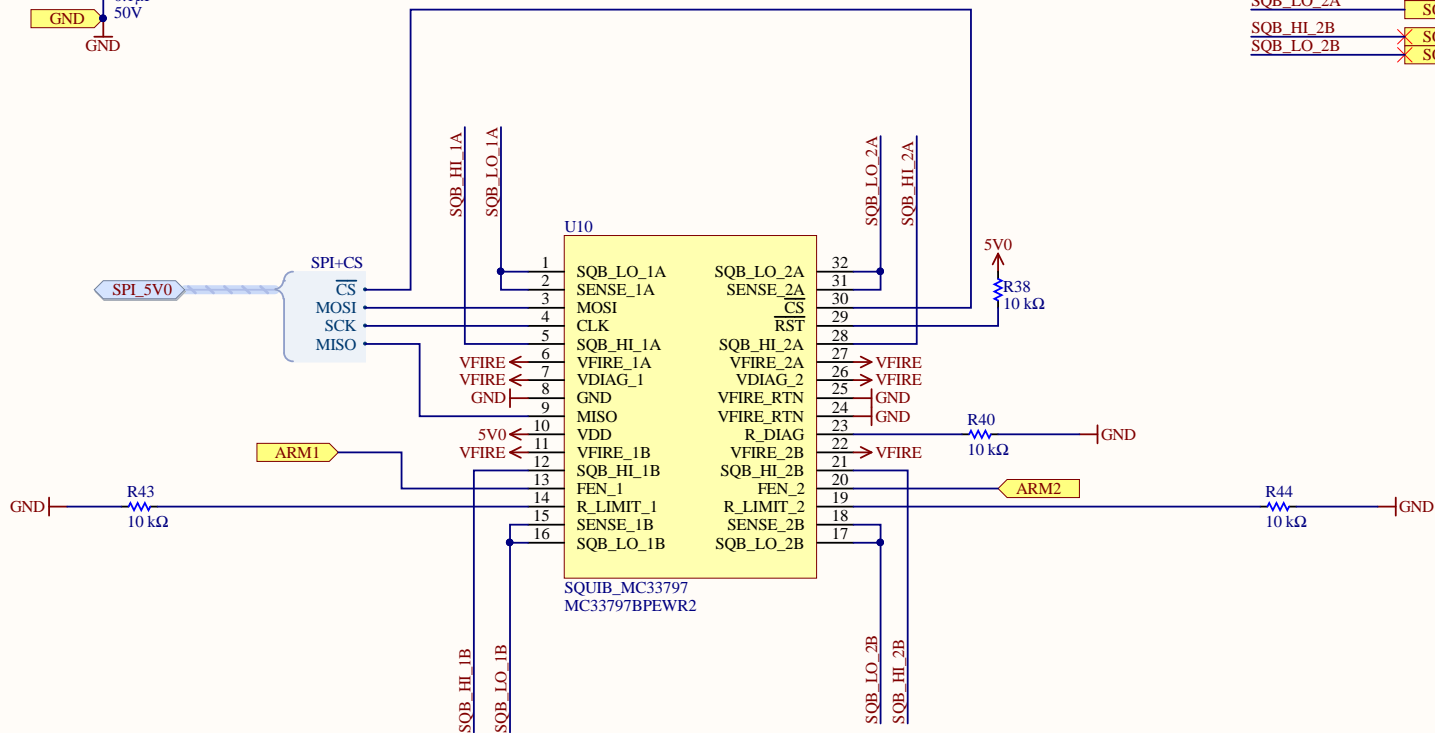 50V
GND
GND
SQB_LO_2A
SQB_HI_2B
SQB_LO_2B
SQB_HI_1A
SQB_LO_1A
SQB_LO_2A
SQB_HI_2A
U10
SPI_5V0
SPI+CS
CS
MOSI
SCK
MISO
5V0
R38
10 kΩ
1 SQB_LO_1A SQB_LO_2A 32
2 SENSE_1A SENSE_2A 31
3 MOSI CS 30
4 CLK RST 29
5 SQB_HI_1A SQB_HI_2A 28
VFIRE 6 VFIRE_1A VFIRE_2A 27 VFIRE
VFIRE 7 VDIAG_1 VDIAG_2 26 VFIRE
GND 8 GND VFIRE_RTN 25 GND
9 MISO VFIRE_RTN 24 GND
5V0 10 VDD R_DIAG 23
VFIRE 11 VFIRE_1B VFIRE_2B 22 VFIRE
12 SQB_HI_1B SQB_HI_2B 21
13 FEN_1 FEN_2 20
14 R_LIMIT_1 R_LIMIT_2 19
15 SENSE_1B SENSE_2B 18
16 SQB_LO_1B SQB_LO_2B 17
R40
10 kΩ
GND
ARM1
ARM2
GND
R43
10 kΩ
R44
10 kΩ
GND
SQUIB_MC33797
MC33797BPEWR2
SQB_HI_1B
SQB_LO_1B
SQB_LO_2B
SQB_HI_2B